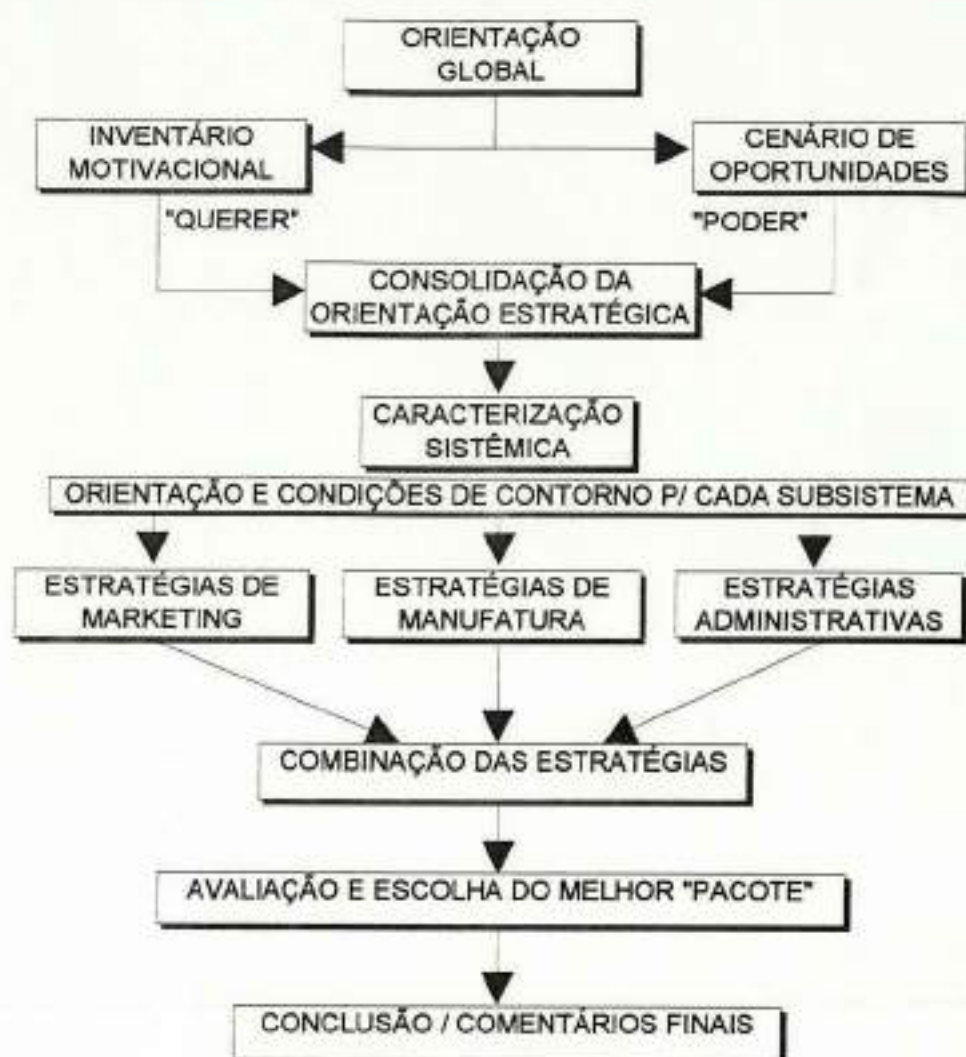 ORIENTAÇÃO
GLOBAL
INVENTÁRIO
MOTIVACIONAL
CENÁRIO DE
OPORTUNIDADES
"QUERER"
"PODER"
CONSOLIDAÇÃO DA
ORIENTAÇÃO ESTRATÉGICA
CARACTERIZAÇÃO
SISTÊMICA
ORIENTAÇÃO E CONDIÇÕES DE CONTORNO P/ CADA SUBSISTEMA
ESTRATÉGIAS DE
MARKETING
ESTRATÉGIAS DE
MANUFATURA
ESTRATÉGIAS
ADMINISTRATIVAS
COMBINAÇÃO DAS ESTRATÉGIAS
AVALIAÇÃO E ESCOLHA DO MELHOR "PACOTE"
CONCLUSÃO / COMENTÁRIOS FINAIS